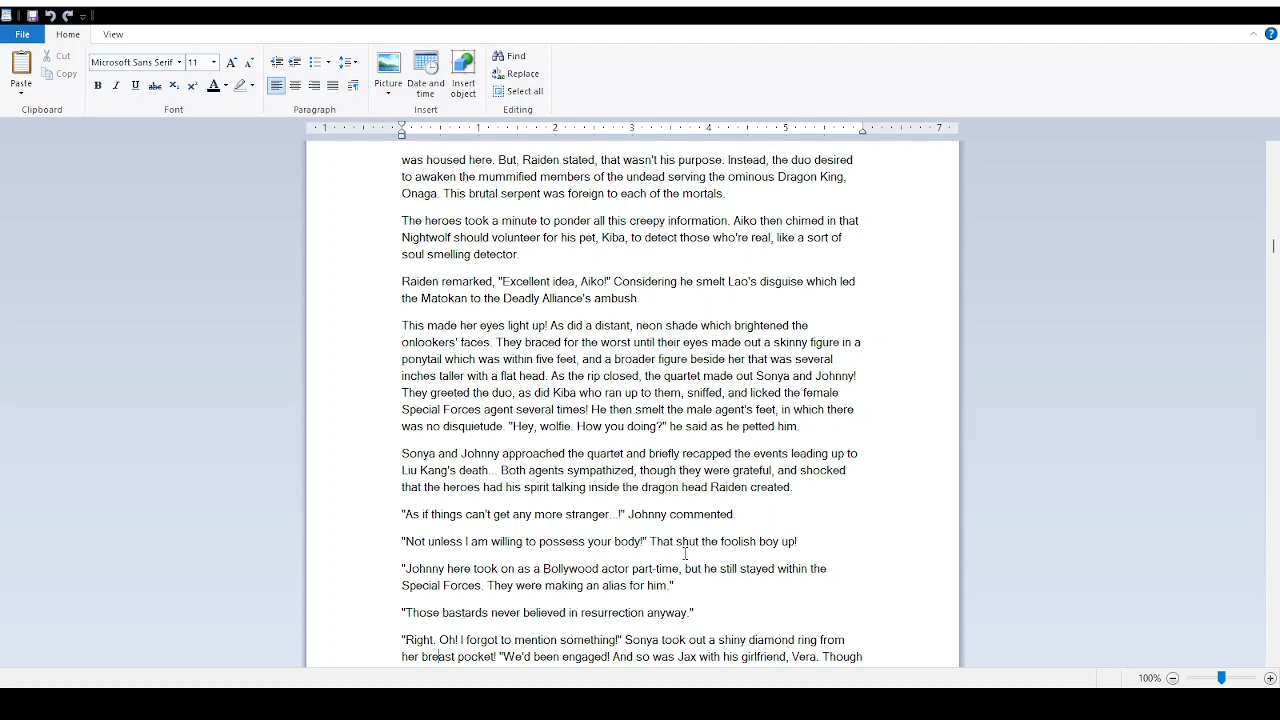 File Home View
Paste Cut Copy
Clipboard
Microsoft Sans Serif 11
Font
Paragraph
Picture Date and time Insert object
Insert
Find
Replace
Select all
Editing
1 1 2 3 4 5 7
was housed here. But, Raiden stated, that wasn't his purpose. Instead, the duo desired
to awaken the mummified members of the undead serving the ominous Dragon King,
Onaga. This brutal serpent was foreign to each of the mortals.
The heroes took a minute to ponder all this creepy information. Aiko then chimed in that
Nightwolf should volunteer for his pet, Kiba, to detect those who're real, like a sort of
soul smelling detector.
Raiden remarked, "Excellent idea, Aiko!" Considering he smelt Lao's disguise which led
the Matokan to the Deadly Alliance's ambush.
This made her eyes light up! As did a distant, neon shade which brightened the
onlookers' faces. They braced for the worst until their eyes made out a skinny figure in a
ponytail which was within five feet, and a broader figure beside her that was several
inches taller with a flat head. As the rip closed, the quartet made out Sonya and Johnny!
They greeted the duo, as did Kiba who ran up to them, sniffed, and licked the female
Special Forces agent several times! He then smelt the male agent's feet, in which there
was no disquietude. "Hey, wolfie. How you doing?" he said as he petted him.
Sonya and Johnny approached the quartet and briefly recapped the events leading up to
Liu Kang's death... Both agents sympathized, though they were grateful, and shocked
that the heroes had his spirit talking inside the dragon head Raiden created.
"As if things can't get any more stranger...!" Johnny commented.
"Not unless I am willing to possess your body!" That shut the foolish boy up!
"Johnny here took on as a Bollywood actor part-time, but he still stayed within the
Special Forces. They were making an alias for him."
"Those bastards never believed in resurrection anyway."
"Right. Oh! I forgot to mention something!" Sonya took out a shiny diamond ring from
her breast pocket! "We'd been engaged! And so was Jax with his girlfriend, Vera. Though
100%